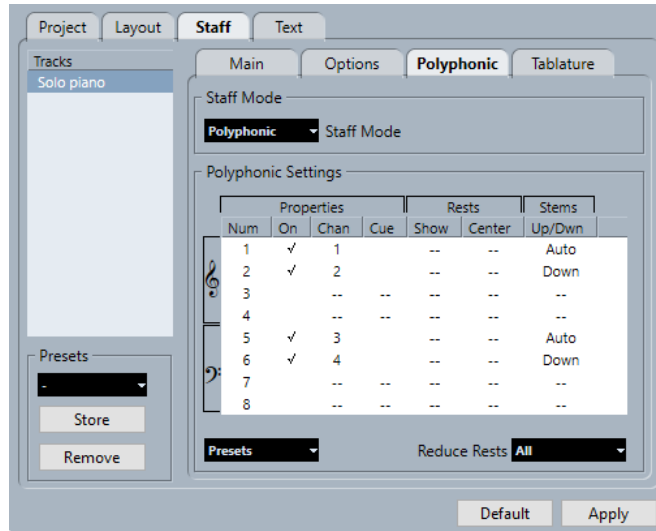 Project Layout Staff Text
Tracks
Solo piano
Main Options Polyphonic Tablature
Staff Mode
Polyphonic Staff Mode
Polyphonic Settings
Properties Rests Stems
Num On Chan Cue Show Center Up/Dwn
1 √ 1 -- -- Auto
2 √ 2 -- -- Down
3 -- -- -- -- --
4 -- -- -- -- --
5 √ 3 -- -- Auto
6 √ 4 -- -- Down
7 -- -- -- -- --
8 -- -- -- -- --
Presets
-
Store
Remove
Presets Reduce Rests All
Default Apply